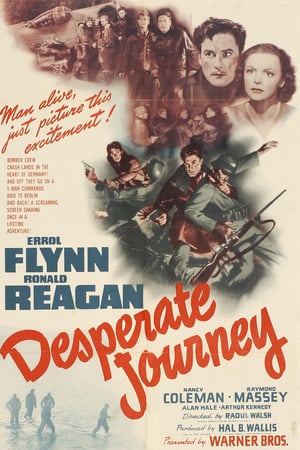 Man alive,
just picture this
excitement!
BOMBER CREW
CRASH-LANDS IN THE
HEART OF GERMANY!
AND OFF THEY GO ON A
5-MAN COMMANDO
RAID TO BERLIN
AND BACK! A SCREAMING,
SCREEN SHAKING
ONCE-IN-A
LIFETIME
ADVENTURE!
ERROL
FLYNN
RONALD
REAGAN
Desperate
Journey
NANCY RAYMOND
COLEMAN · MASSEY
ALAN HALE · ARTHUR KENNEDY
Directed by RAOUL WALSH
Produced by HAL B. WALLIS
Presented by WARNER BROS.